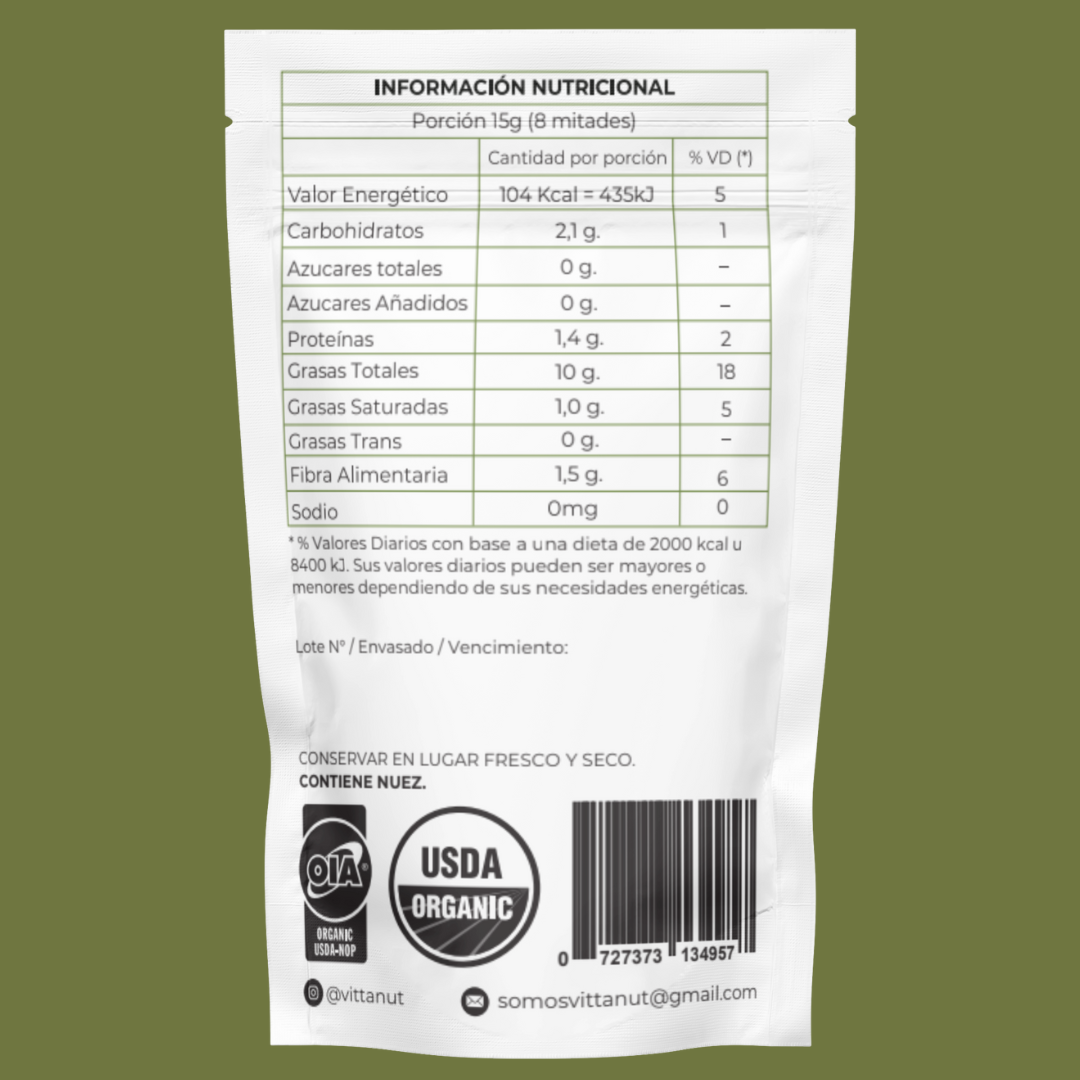 INFORMACIÓN NUTRICIONAL
Porción 15g (8 mitades)
Cantidad por porción % VD (*)
Valor Energético 104 Kcal = 435kJ 5
Carbohidratos 2,1 g. 1
Azucares totales 0 g. –
Azucares Añadidos 0 g. –
Proteínas 1,4 g. 2
Grasas Totales 10 g. 18
Grasas Saturadas 1,0 g. 5
Grasas Trans 0 g. –
Fibra Alimentaria 1,5 g. 6
Sodio 0mg 0
* % Valores Diarios con base a una dieta de 2000 kcal u
8400 kJ. Sus valores diarios pueden ser mayores o
menores dependiendo de sus necesidades energéticas.
Lote Nº / Envasado / Vencimiento:
CONSERVAR EN LUGAR FRESCO Y SECO.
CONTIENE NUEZ.
OIA®
ORGANIC
USDA-NOP
USDA
ORGANIC
0 727373 134957
@vittanut
somosvittanut@gmail.com